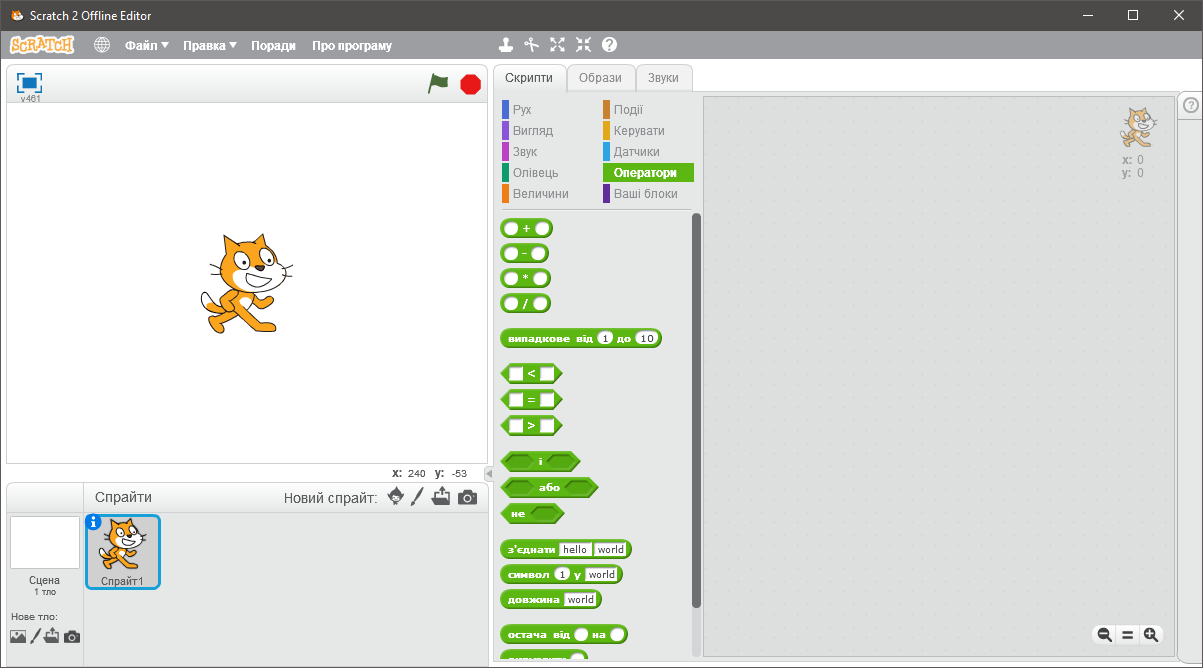 Scratch 2 Offline Editor
SCRATCH Файл Правка Поради Про програму
v461
Скрипти Образи Звуки
Рух Події
Вигляд Керувати
Звук Датчики
Олівець Оператори
Величини Ваші блоки
+
-
*
/
випадкове від 1 до 10
<
=
>
і
або
не
з'єднати hello world
символ 1 у world
довжина world
остача від на
x: 0
y: 0
x: 240 y: -53
Спрайти Новий спрайт:
Сцена
1 тло
Спрайт1
Нове тло: